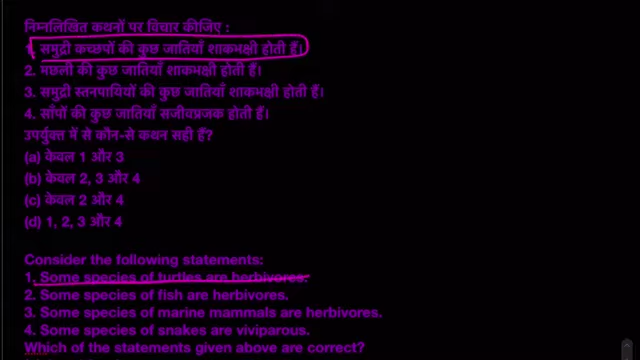 निम्नलिखित कथनों पर विचार कीजिए :
1. समुद्री कच्छपों की कुछ जातियाँ शाकभक्षी होती हैं।
2. मछली की कुछ जातियाँ शाकभक्षी होती हैं।
3. समुद्री स्तनपायियों की कुछ जातियाँ शाकभक्षी होती हैं।
4. साँपों की कुछ जातियाँ सजीवप्रजक होती हैं।
उपर्युक्त में से कौन-से कथन सही हैं?
(a) केवल 1 और 3
(b) केवल 2, 3 और 4
(c) केवल 2 और 4
(d) 1, 2, 3 और 4
Consider the following statements:
1. Some species of turtles are herbivores.
2. Some species of fish are herbivores.
3. Some species of marine mammals are herbivores.
4. Some species of snakes are viviparous.
Which of the statements given above are correct?